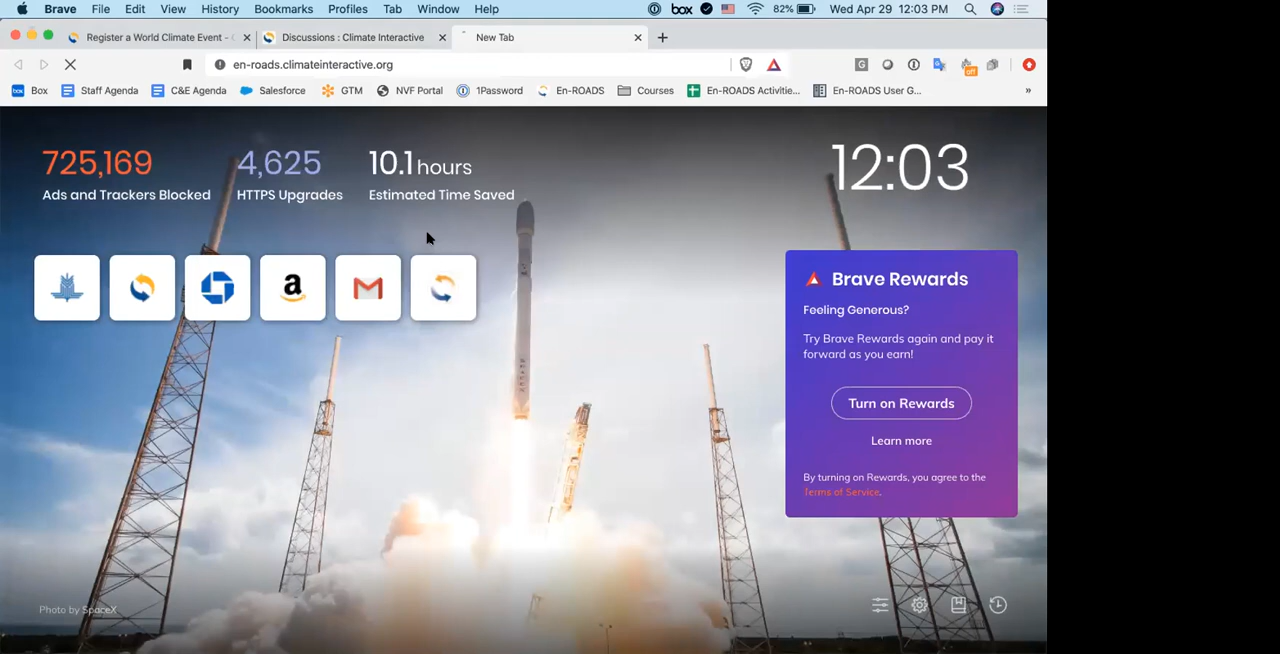 Brave File Edit View History Bookmarks Profiles Tab Window Help box 82% Wed Apr 29 12:03 PM
Register a World Climate Event - Discussions : Climate Interactive New Tab
en-roads.climateinteractive.org
Box Staff Agenda C&E Agenda Salesforce GTM NVF Portal 1Password En-ROADS Courses En-ROADS Activitie... En-ROADS User G... »
725,169 4,625 10.1 hours 12:03
Ads and Trackers Blocked HTTPS Upgrades Estimated Time Saved
Brave Rewards
Feeling Generous?
Try Brave Rewards again and pay it
forward as you earn!
Turn on Rewards
Learn more
By turning on Rewards, you agree to the
Terms of Service.
Photo by SpaceX